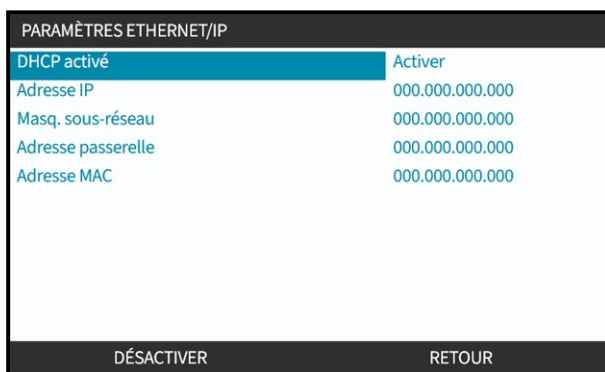 PARAMÈTRES ETHERNET/IP
DHCP activé Activer
Adresse IP 000.000.000.000
Masq. sous-réseau 000.000.000.000
Adresse passerelle 000.000.000.000
Adresse MAC 000.000.000.000
DÉSACTIVER RETOUR